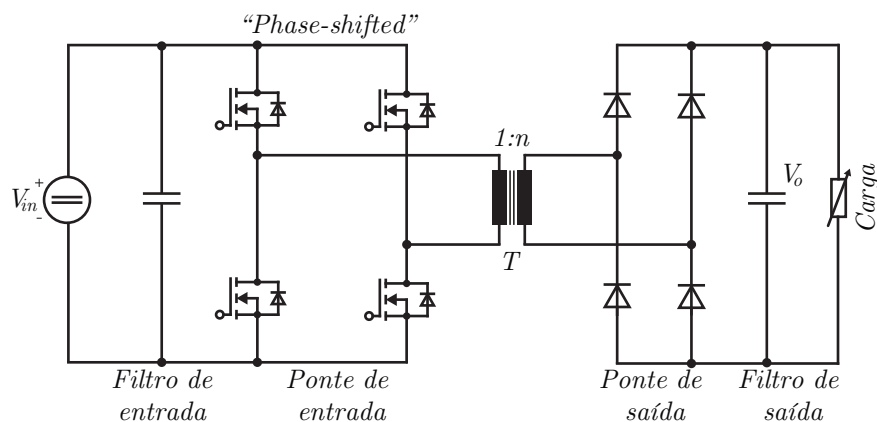 “Phase-shifted”
1:n
V_in
+
-
V_o
Carga
T
Filtro de
entrada
Ponte de
entrada
Ponte de
saída
Filtro de
saída